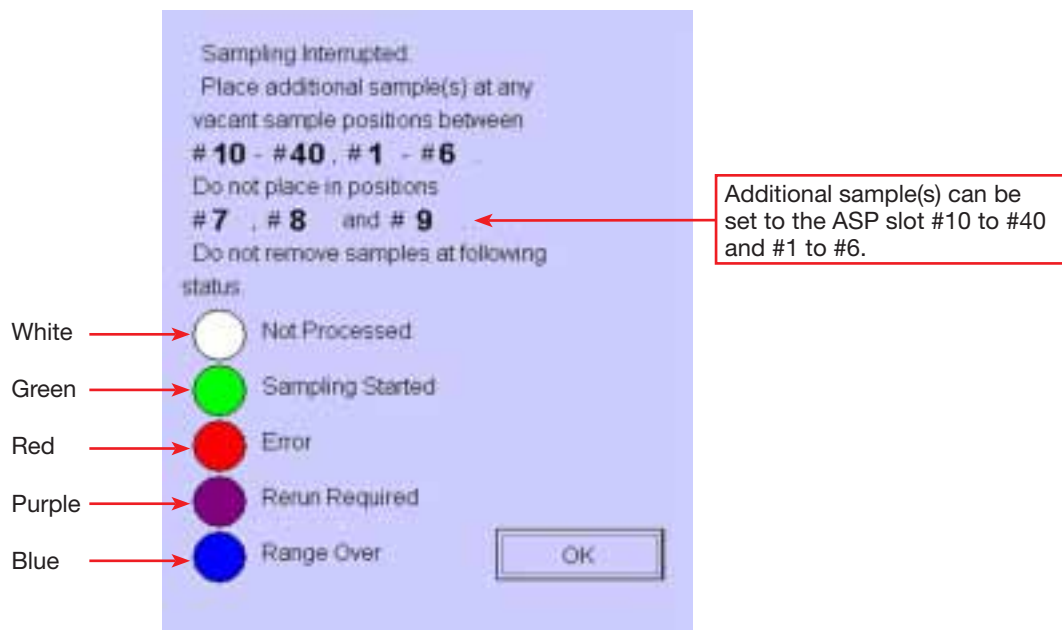 Sampling Interrupted.
Place additional sample(s) at any
vacant sample positions between
# 10 - # 40 , # 1 - # 6 .
Do not place in positions
# 7 , # 8 and # 9 .
Do not remove samples at following
status.
Additional sample(s) can be
set to the ASP slot #10 to #40
and #1 to #6.
White
Not Processed
Green
Sampling Started
Red
Error
Purple
Rerun Required
Blue
Range Over
OK